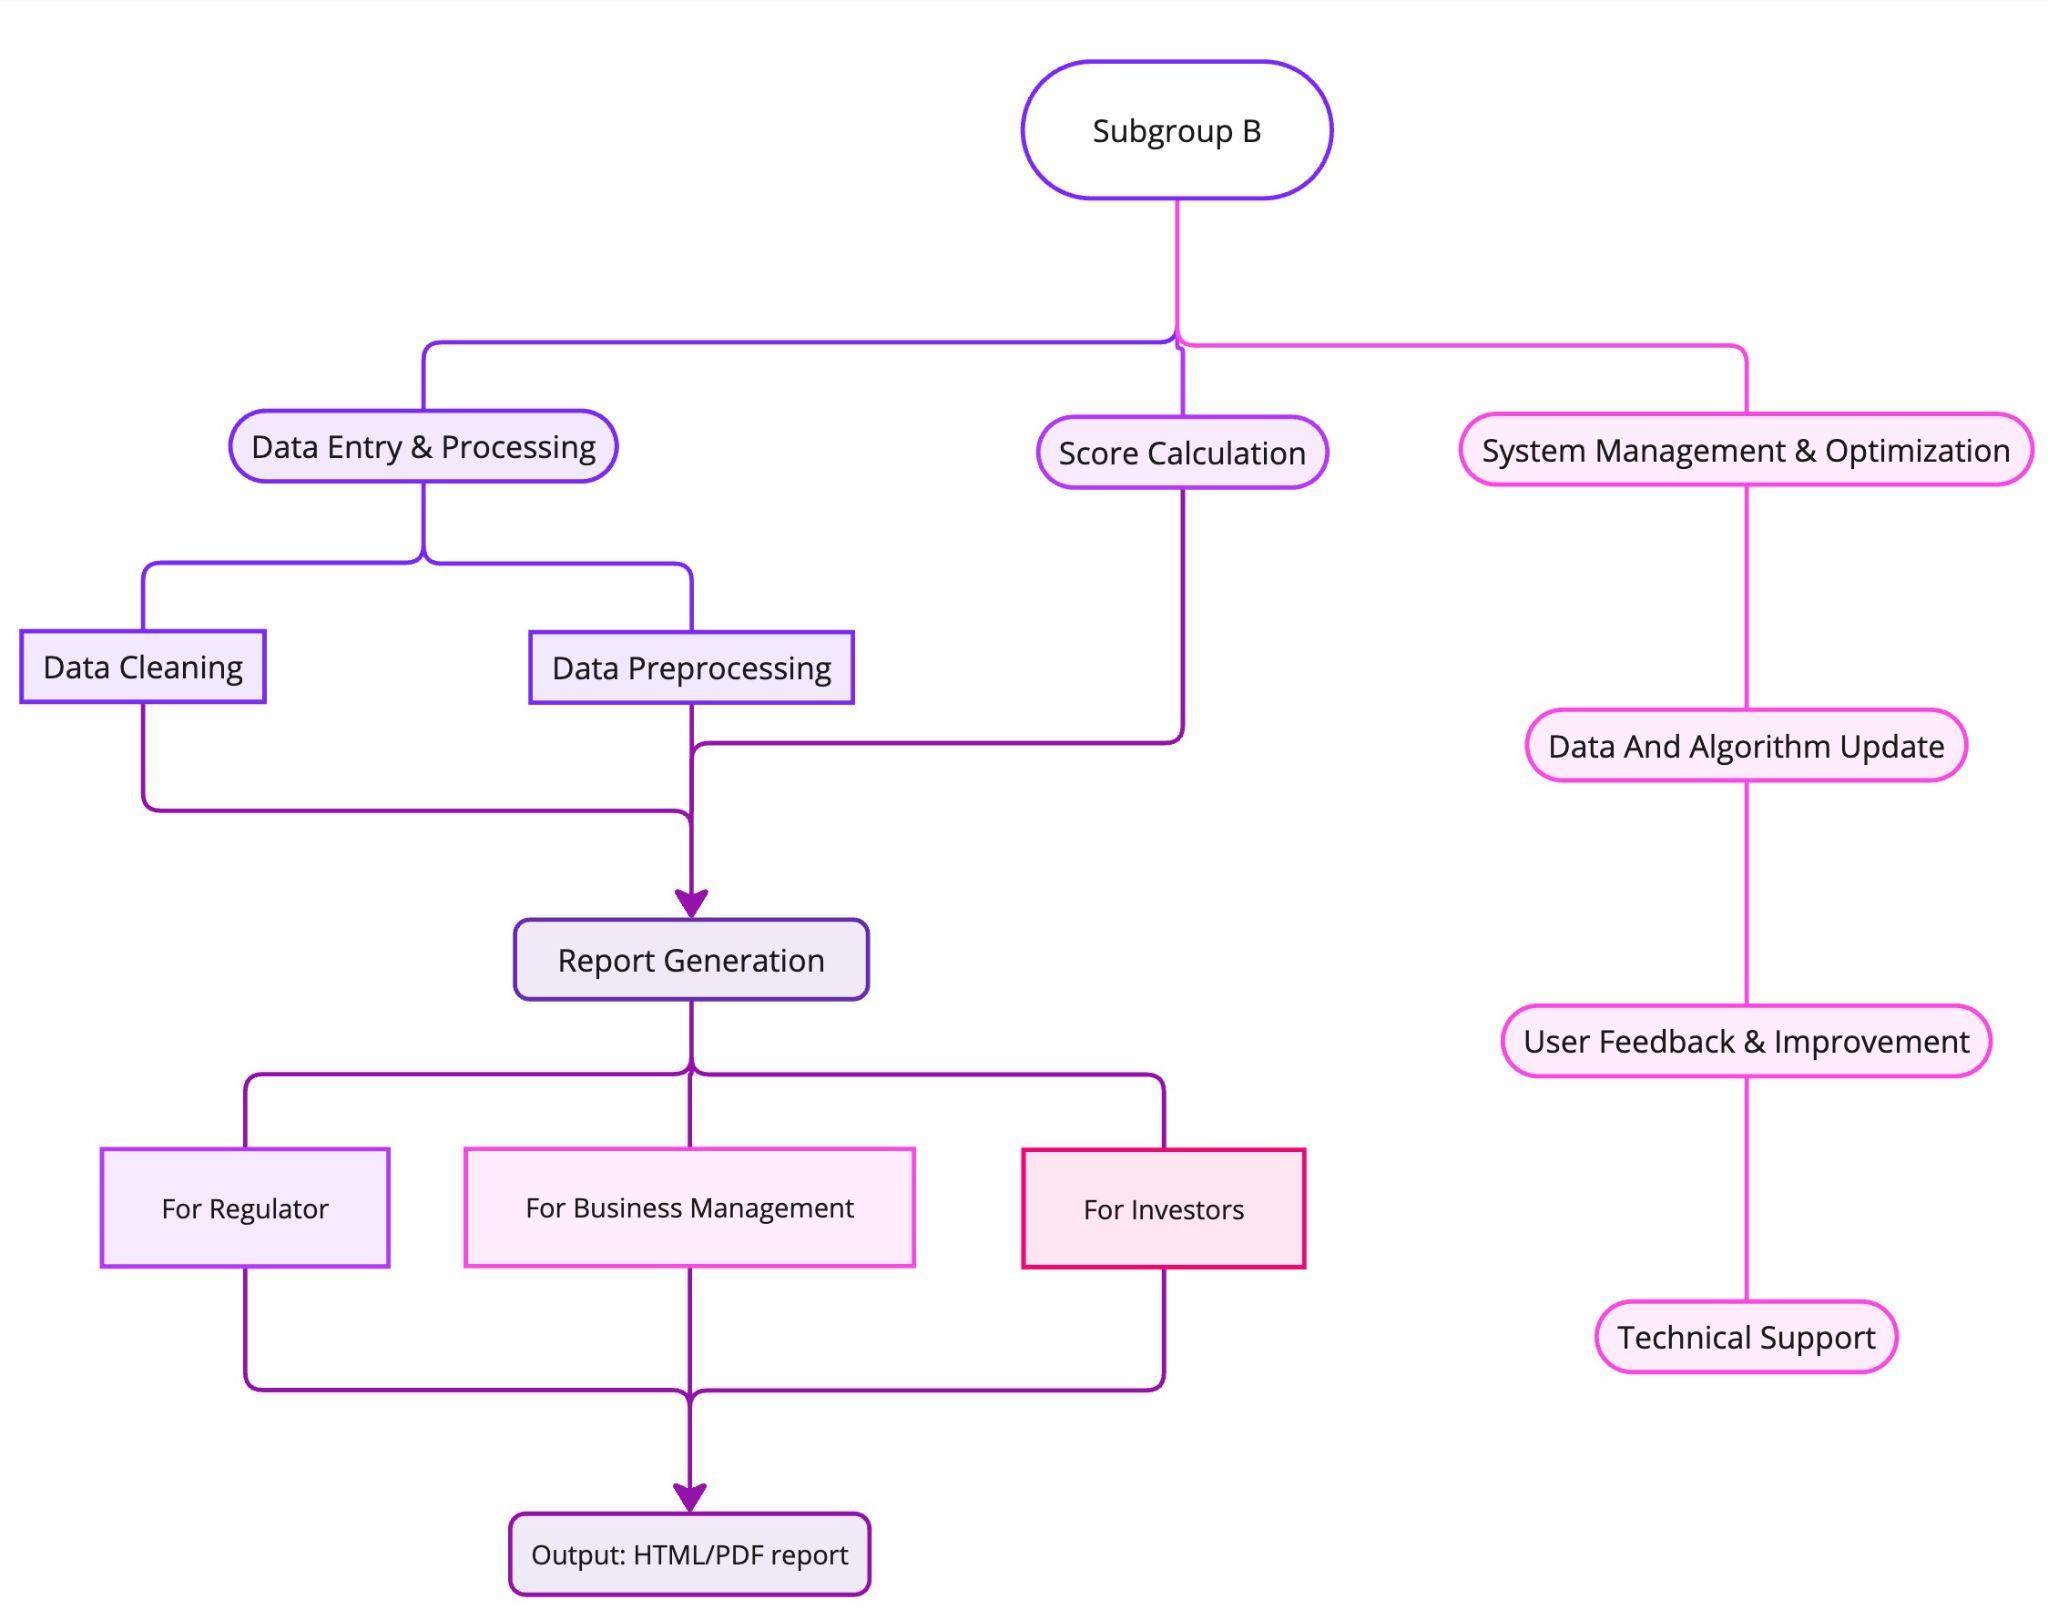 Subgroup B
Data Entry & Processing
Score Calculation
System Management & Optimization
Data Cleaning
Data Preprocessing
Data And Algorithm Update
Report Generation
User Feedback & Improvement
For Regulator
For Business Management
For Investors
Technical Support
Output: HTML/PDF report